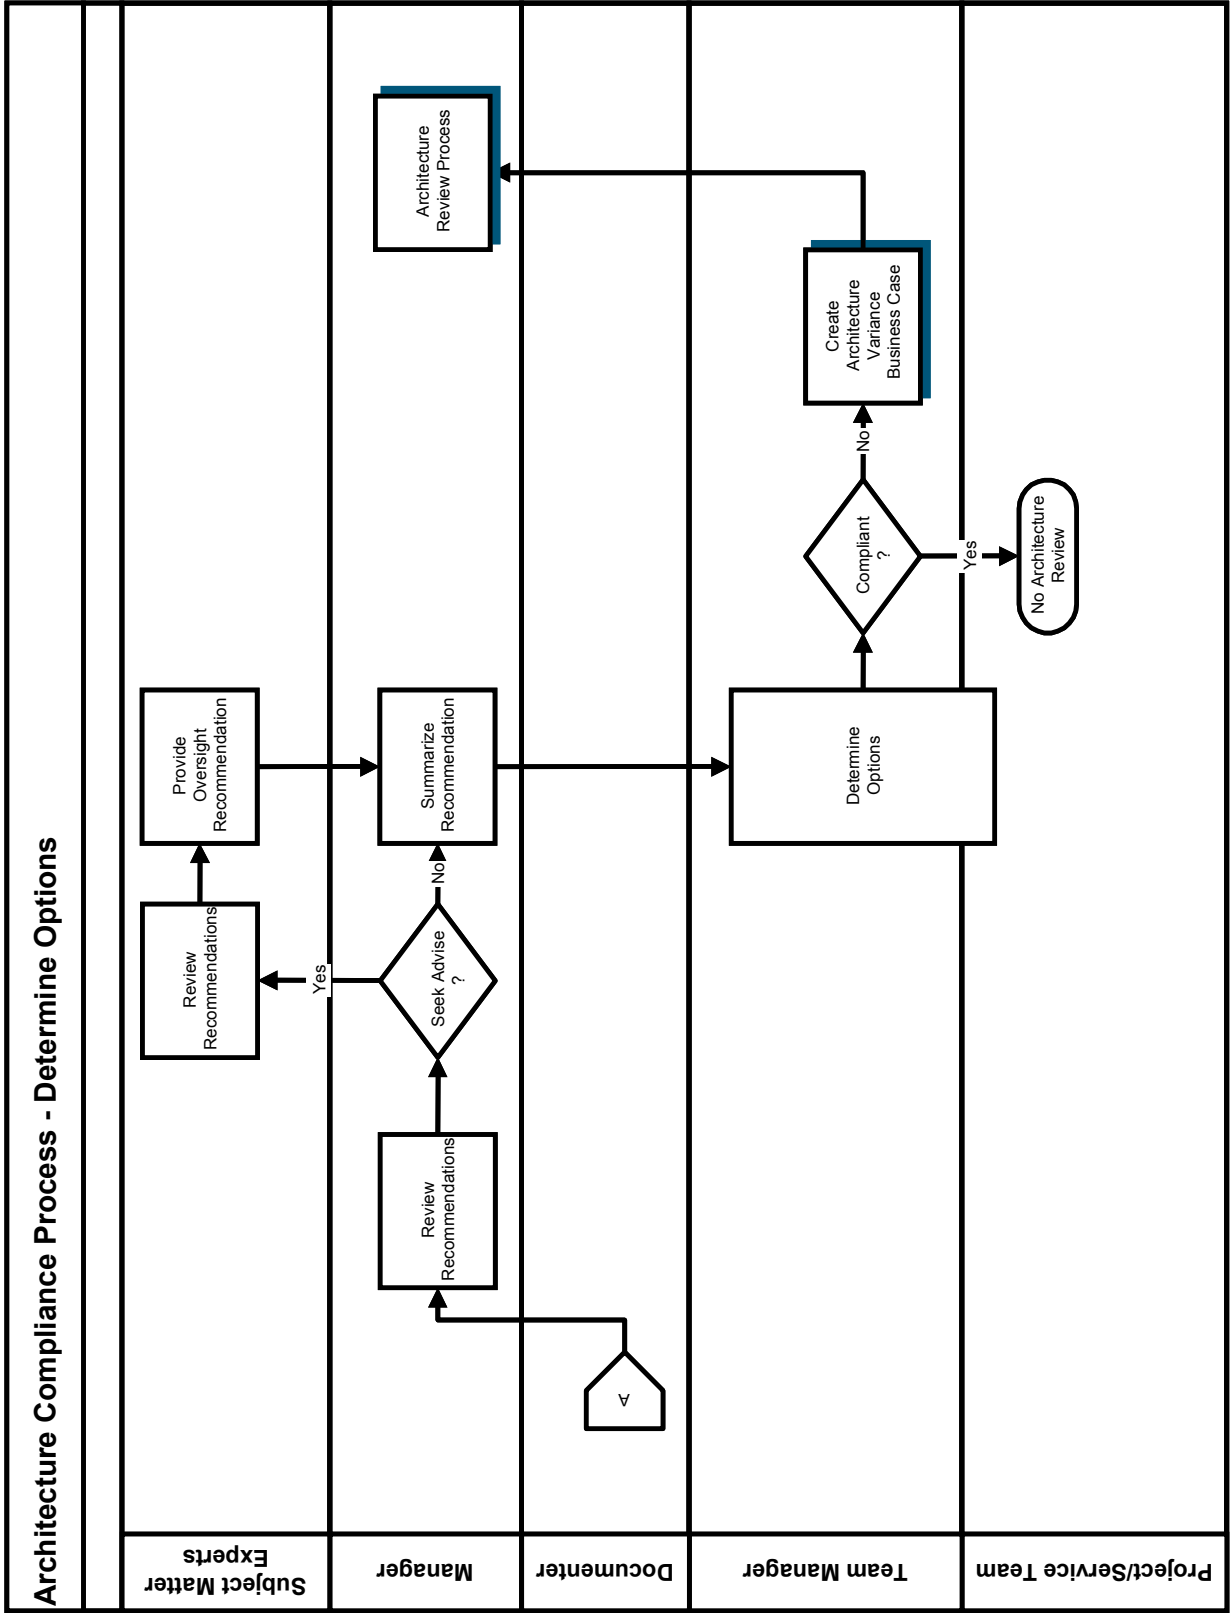 Architecture Compliance Process - Determine Options
Subject Matter
Experts
Review
Recommendations
Provide
Oversight
Recommendation
Manager
Review
Recommendations
Seek Advise
?
Yes
No
Summarize
Recommendation
Architecture
Review Process
Documenter
A
Team Manager
Determine
Options
Compliant
?
No
Create
Architecture
Variance
Business Case
Yes
Project/Service Team
No Architecture
Review